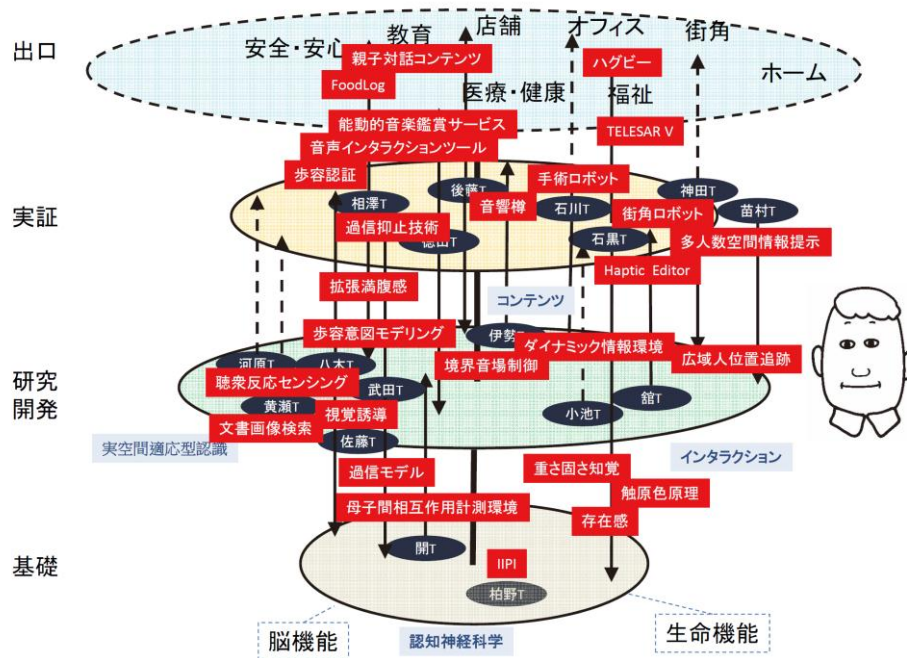 出口
教育
店舗
オフィス
街角
安全・安心
親子対話コンテンツ
ハグビー
ホーム
FoodLog
医療・健康
福祉
能動的音楽鑑賞サービス
TELESAR V
音声インタラクションツール
歩容認証
手術ロボット
後藤T
神田T
相澤T
音響樽
石川T
街角ロボット
苗村T
実証
過信抑止技術
徳田T
石黒T
多人数空間情報提示
Haptic Editor
拡張満腹感
コンテンツ
歩容意図モデリング
伊勢
ダイナミック情報環境
河原T
八木T
境界音場制御
広域人位置追跡
研究
開発
聴衆反応センシング
武田T
舘T
黄瀬T
視覚誘導
小池T
文書画像検索
佐藤T
実空間適応型認識
インタラクション
過信モデル
重さ固さ知覚
触原色原理
母子間相互作用計測環境
存在感
開T
基礎
IIPI
柏野T
脳機能
認知神経科学
生命機能